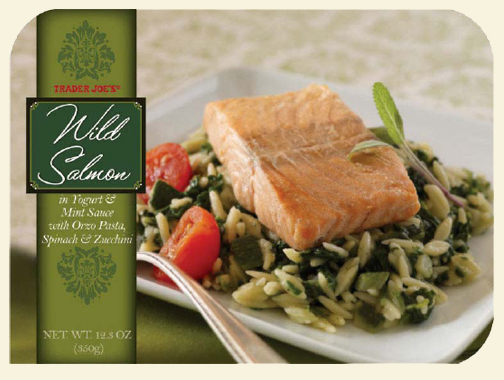 TRADER JOE'S®
Wild
Salmon
in Yogurt &
Mint Sauce
with Orzo Pasta,
Spinach & Zucchini
NET. WT. 12.3 OZ
(350g)